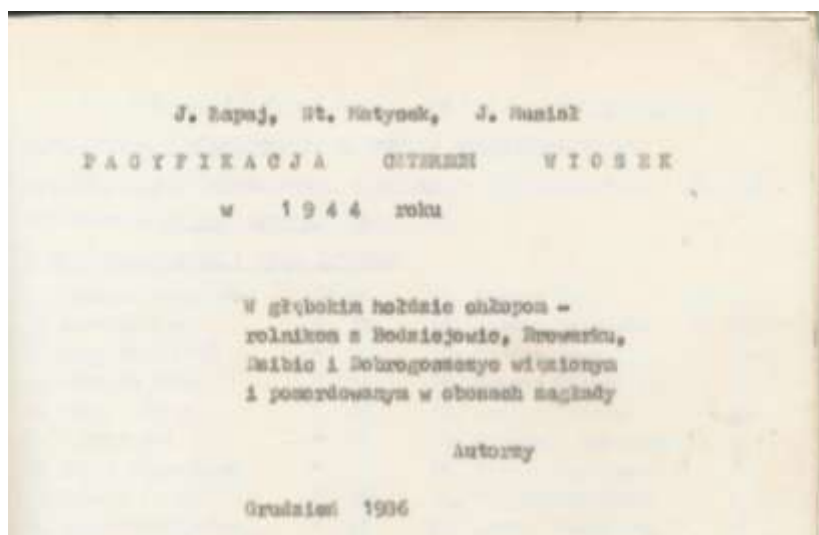 J. Łapaj, St. Matysek, J. Musiał
PACYFIKACJA CZTERECH WIOSEK
w 1944 roku
W głębokim hołdzie chłopom -
rolnikom z Bodziejowic, Browarku,
i Dobrogoszczyc więzionym
i pomordowanym w obozach zagłady
Autorzy
Grudzień 1986